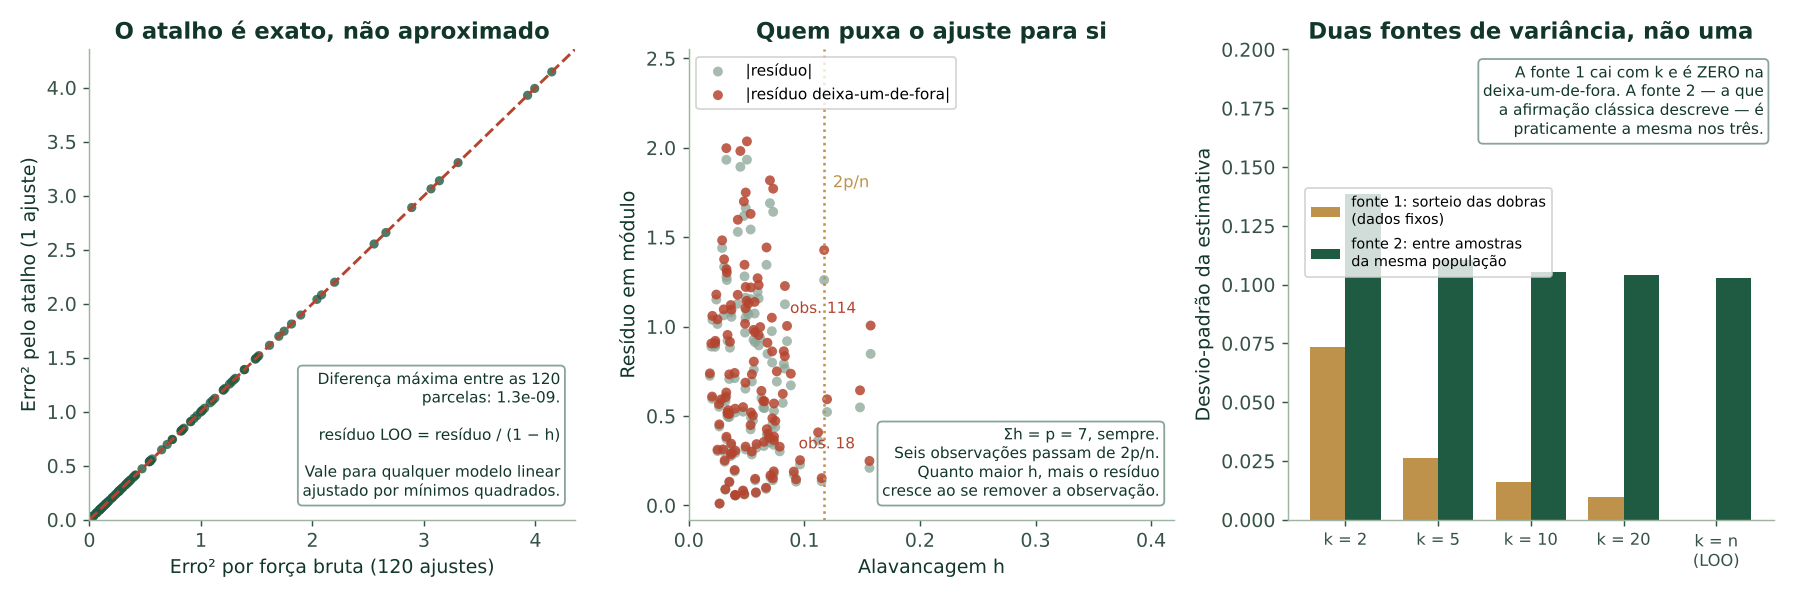 O atalho é exato, não aproximado
Erro² pelo atalho (1 ajuste)
4.0
3.5
3.0
2.5
2.0
1.5
1.0
0.5
0.0
0
1
2
3
4
Erro² por força bruta (120 ajustes)
Diferença máxima entre as 120
parcelas: 1.3e-09.
resíduo LOO = resíduo / (1 − h)
Vale para qualquer modelo linear
ajustado por mínimos quadrados.
Quem puxa o ajuste para si
Resíduo em módulo
2.5
2.0
1.5
1.0
0.5
0.0
0.0
0.1
0.2
0.3
0.4
Alavancagem h
|resíduo|
|resíduo deixa-um-de-fora|
2p/n
obs. 114
obs. 18
Σh = p = 7, sempre.
Seis observações passam de 2p/n.
Quanto maior h, mais o resíduo
cresce ao se remover a observação.
Duas fontes de variância, não uma
Desvio-padrão da estimativa
0.200
0.175
0.150
0.125
0.100
0.075
0.050
0.025
0.000
A fonte 1 cai com k e é ZERO na
deixa-um-de-fora. A fonte 2 — a que
a afirmação clássica descreve — é
praticamente a mesma nos três.
fonte 1: sorteio das dobras
(dados fixos)
fonte 2: entre amostras
da mesma população
k = 2
k = 5
k = 10
k = 20
k = n
(LOO)